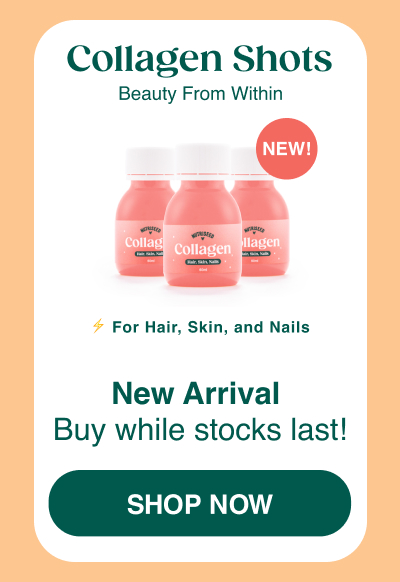 Collagen Shots
Beauty From Within
NEW!
NUTRISEED
Collagen
Hair, Skin, Nails
60ml
⚡ For Hair, Skin, and Nails
New Arrival
Buy while stocks last!
SHOP NOW